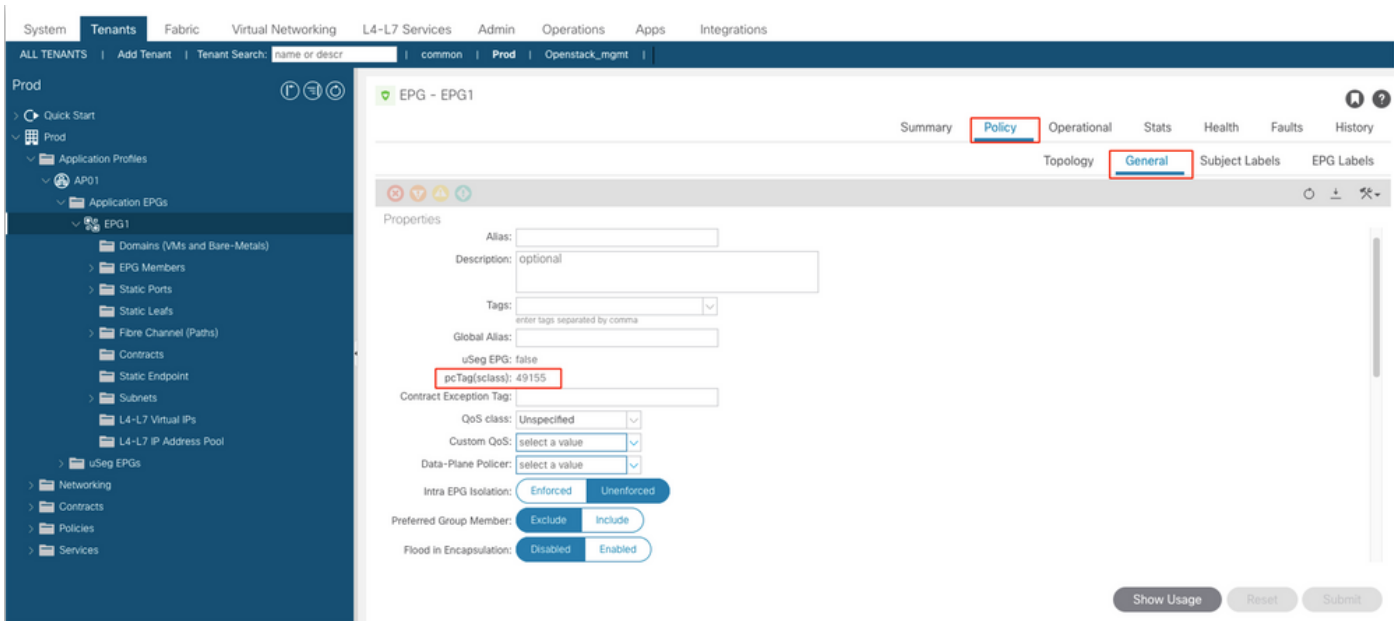 System Tenants Fabric Virtual Networking L4-L7 Services Admin Operations Apps Integrations
ALL TENANTS | Add Tenant | Tenant Search: name or descr | common | Prod | Openstack_mgmt |
Prod
Quick Start
Prod
Application Profiles
AP01
Application EPGs
EPG1
Domains (VMs and Bare-Metals)
EPG Members
Static Ports
Static Leafs
Fibre Channel (Paths)
Contracts
Static Endpoint
Subnets
L4-L7 Virtual IPs
L4-L7 IP Address Pool
uSeg EPGs
Networking
Contracts
Policies
Services
EPG - EPG1
Summary Policy Operational Stats Health Faults History
Topology General Subject Labels EPG Labels
Properties
Alias:
Description: optional
Tags:
enter tags separated by comma
Global Alias:
uSeg EPG: false
pcTag(sclass): 49155
Contract Exception Tag:
QoS class: Unspecified
Custom QoS: select a value
Data-Plane Policer: select a value
Intra EPG Isolation: Enforced Unenforced
Preferred Group Member: Exclude Include
Flood in Encapsulation: Disabled Enabled
Show Usage Reset Submit